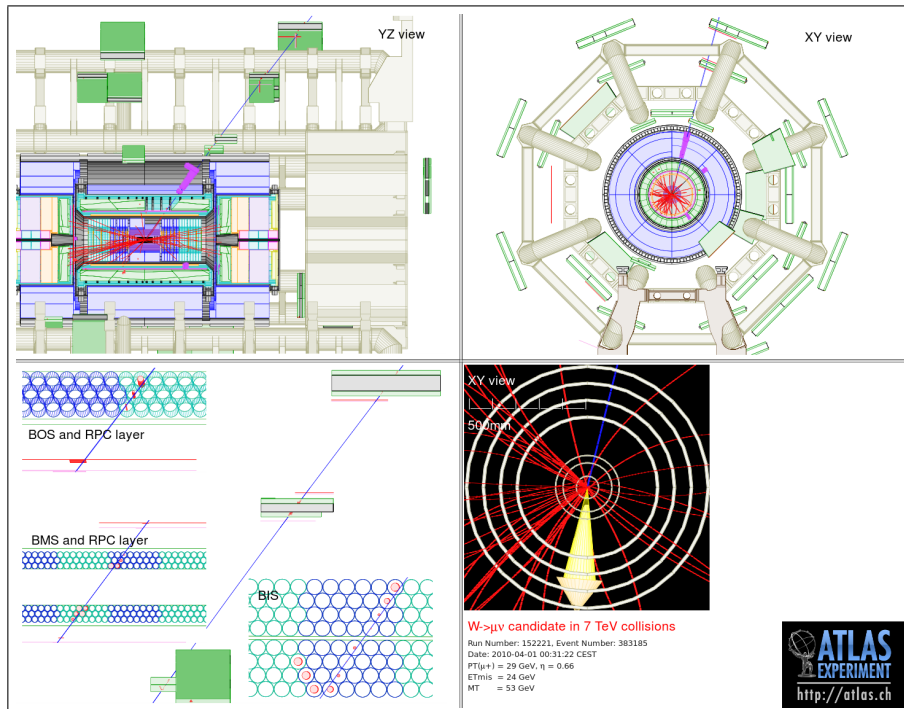 YZ view
XY view
BOS and RPC layer
BMS and RPC layer
BIS
XY view
500mm
W->μν candidate in 7 TeV collisions
Run Number: 152221, Event Number: 383185
Date: 2010-04-01 00:31:22 CEST
PT(μ+) = 29 GeV, η = 0.66
ETmis = 24 GeV
MT = 53 GeV
ATLAS
EXPERIMENT
http://atlas.ch